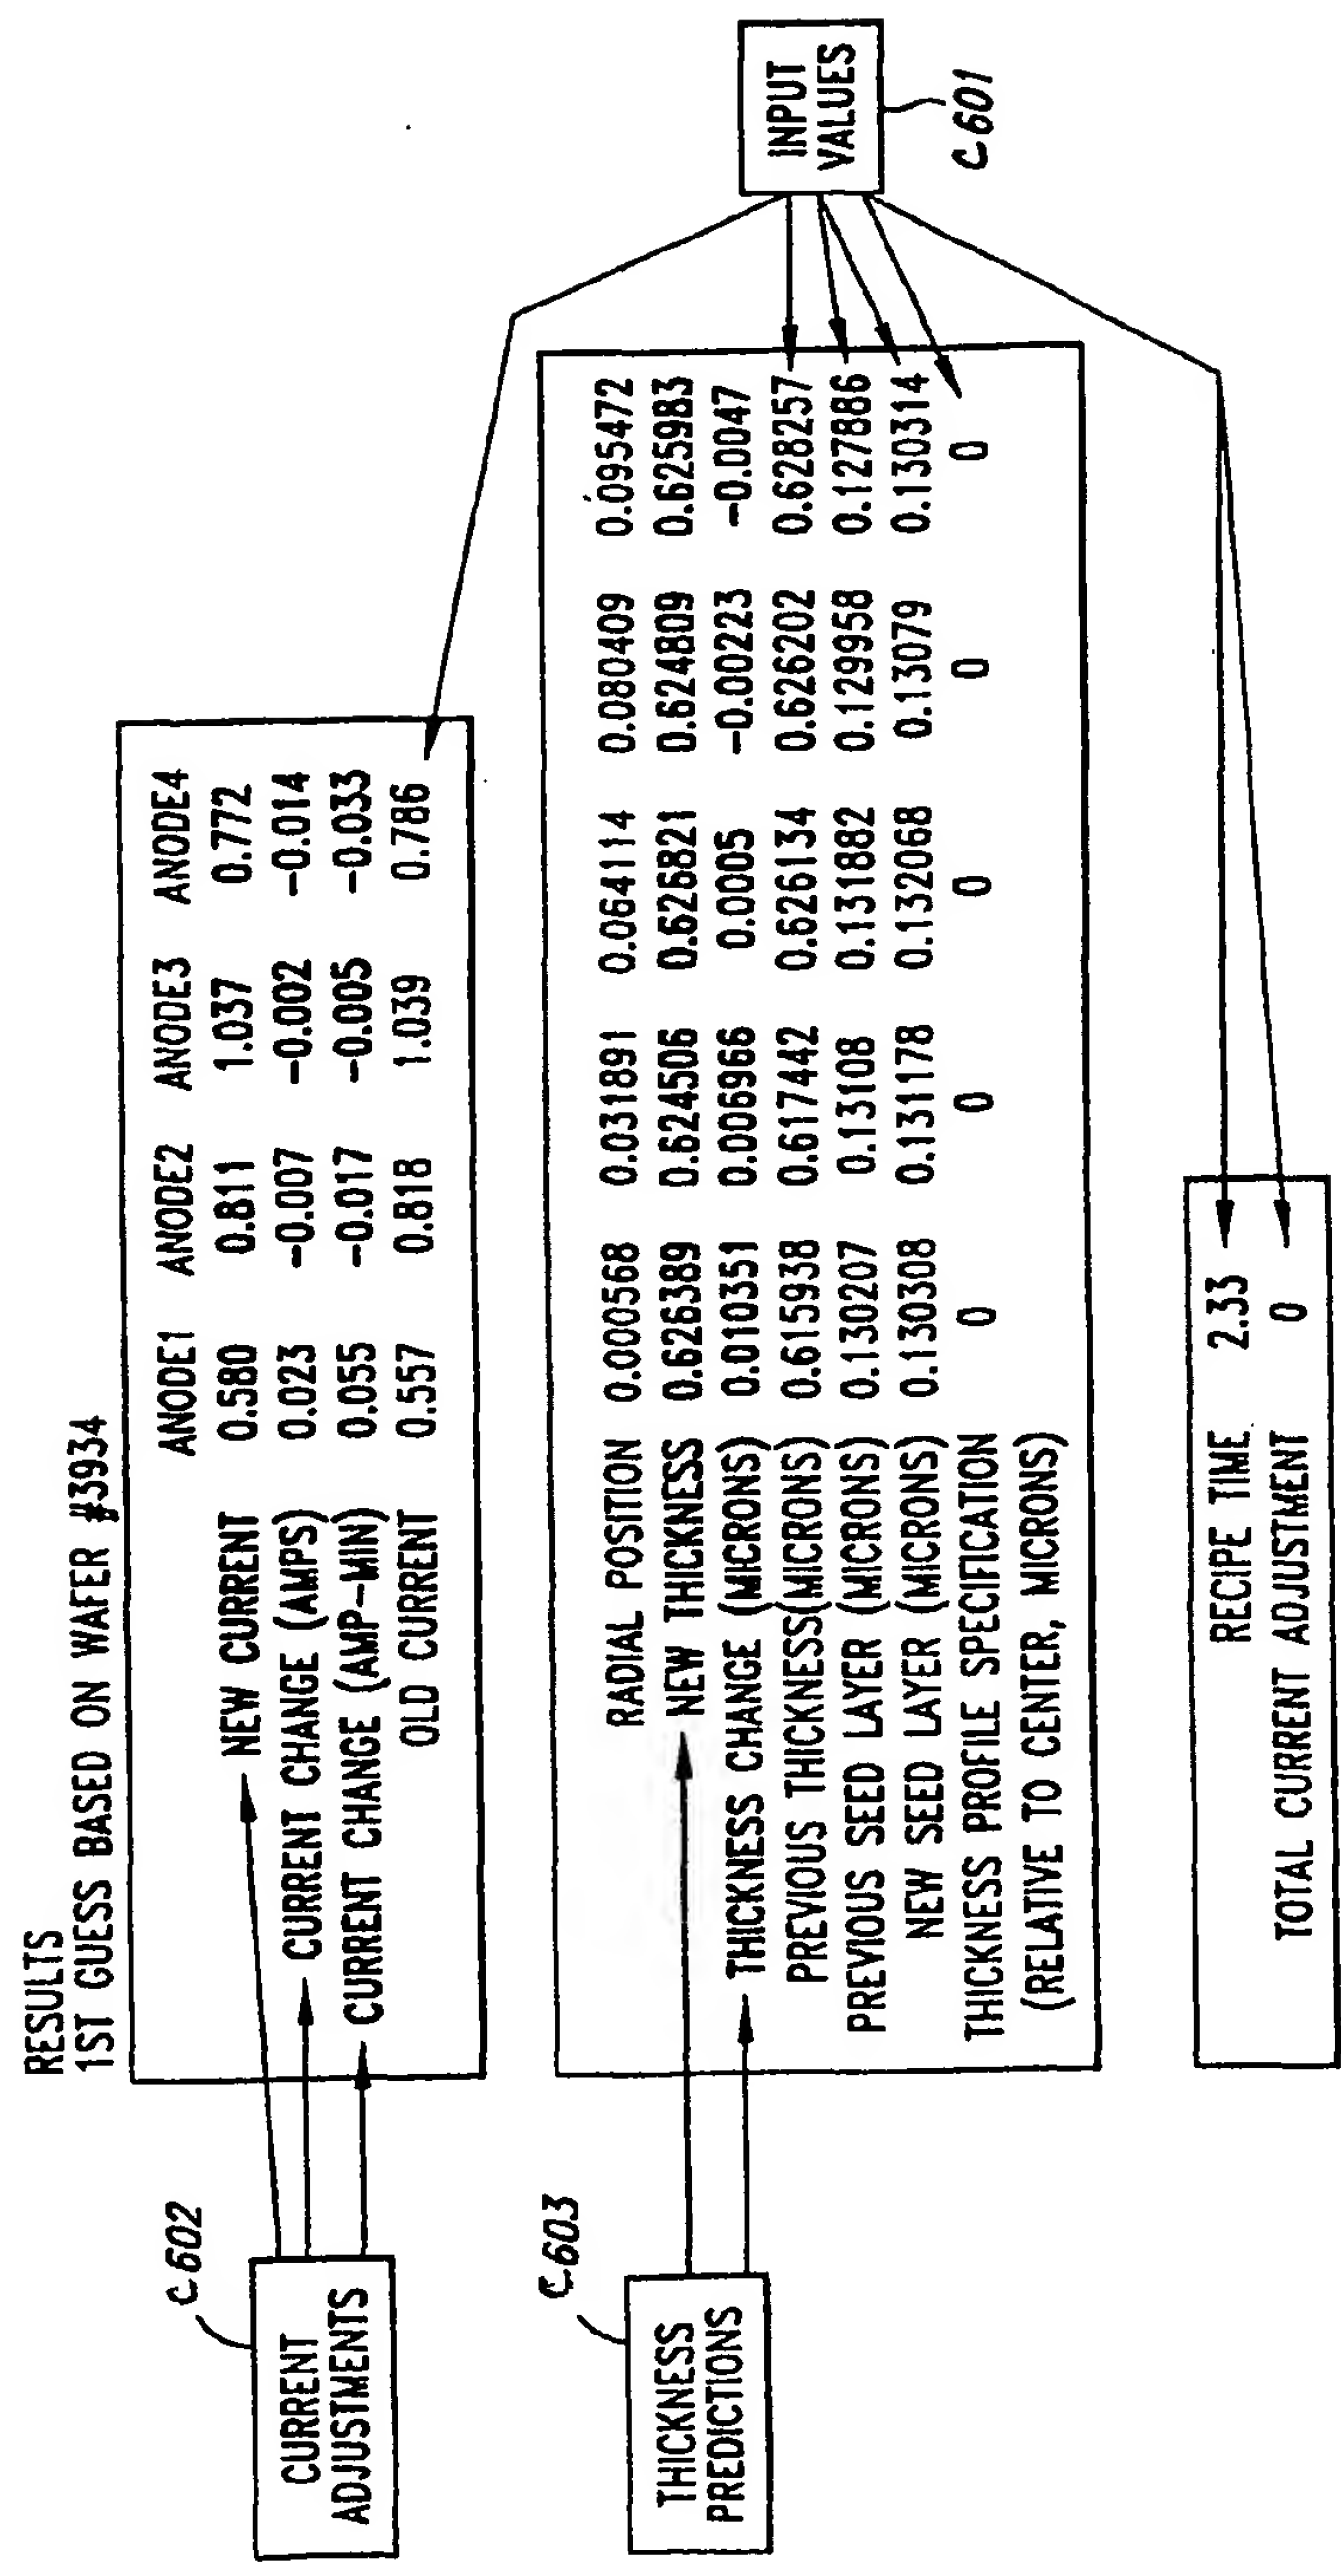 RESULTS
1ST GUESS BASED ON WAFER #3934
ANODE1 ANODE2 ANODE3 ANODE4
NEW CURRENT 0.580 0.811 1.037 0.772
CURRENT CHANGE (AMPS) 0.023 -0.007 -0.002 -0.014
CURRENT CHANGE (AMP-MIN) 0.055 -0.017 -0.005 -0.033
OLD CURRENT 0.557 0.818 1.039 0.786
602
CURRENT
ADJUSTMENTS
RADIAL POSITION 0.000568 0.031891 0.064114 0.080409 0.095472
NEW THICKNESS 0.626389 0.624506 0.626821 0.624809 0.625983
THICKNESS CHANGE (MICRONS) 0.010351 0.006966 0.0005 -0.00223 -0.0047
PREVIOUS THICKNESS(MICRONS) 0.615938 0.617442 0.626134 0.626202 0.628257
PREVIOUS SEED LAYER (MICRONS) 0.130207 0.13108 0.131882 0.129958 0.127886
NEW SEED LAYER (MICRONS) 0.130308 0.131178 0.132068 0.13079 0.130314
THICKNESS PROFILE SPECIFICATION 0 0 0 0 0
(RELATIVE TO CENTER, MICRONS)
603
THICKNESS
PREDICTIONS
INPUT
VALUES
601
RECIPE TIME 2.33
TOTAL CURRENT ADJUSTMENT 0